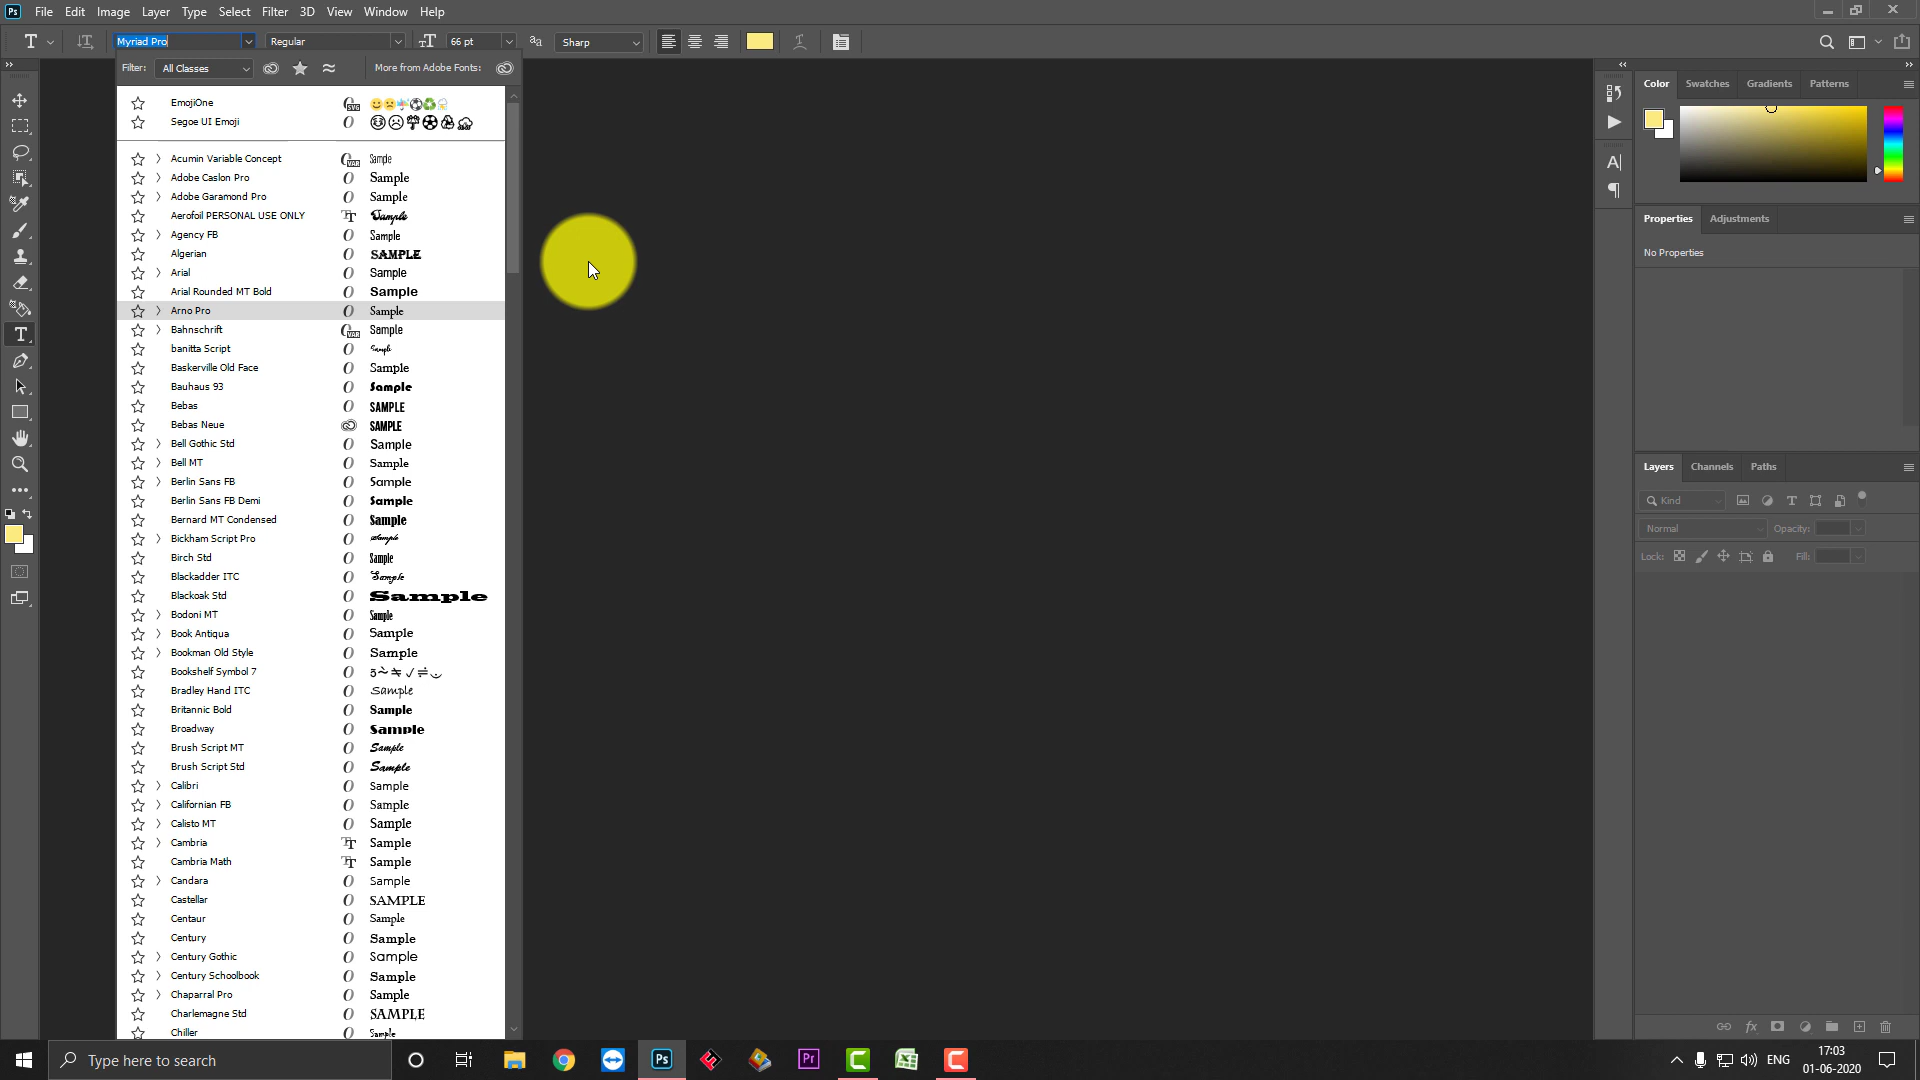 Ps File Edit Image Layer Type Select Filter 3D View Window Help
Myriad Pro Regular 66 pt Sharp
Filter: All Classes More from Adobe Fonts:
EmojiOne
Segoe UI Emoji
Acumin Variable Concept Sample
Adobe Caslon Pro Sample
Adobe Garamond Pro Sample
Aerofoil PERSONAL USE ONLY Sample
Agency FB Sample
Algerian SAMPLE
Arial Sample
Arial Rounded MT Bold Sample
Arno Pro Sample
Bahnschrift Sample
banitta Script Sample
Baskerville Old Face Sample
Bauhaus 93 Sample
Bebas SAMPLE
Bebas Neue SAMPLE
Bell Gothic Std Sample
Bell MT Sample
Berlin Sans FB Sample
Berlin Sans FB Demi Sample
Bernard MT Condensed Sample
Bickham Script Pro Sample
Birch Std Sample
Blackadder ITC Sample
Blackoak Std Sample
Bodoni MT Sample
Book Antiqua Sample
Bookman Old Style Sample
Bookshelf Symbol 7
Bradley Hand ITC Sample
Britannic Bold Sample
Broadway Sample
Brush Script MT Sample
Brush Script Std Sample
Calibri Sample
Californian FB Sample
Calisto MT Sample
Cambria Sample
Cambria Math Sample
Candara Sample
Castellar SAMPLE
Centaur Sample
Century Sample
Century Gothic Sample
Century Schoolbook Sample
Chaparral Pro Sample
Charlemagne Std SAMPLE
Chiller Sample
Color Swatches Gradients Patterns
Properties Adjustments
No Properties
Layers Channels Paths
Kind
Normal Opacity:
Lock: Fill:
Type here to search
Ps Pr
ENG 17:03
01-06-2020